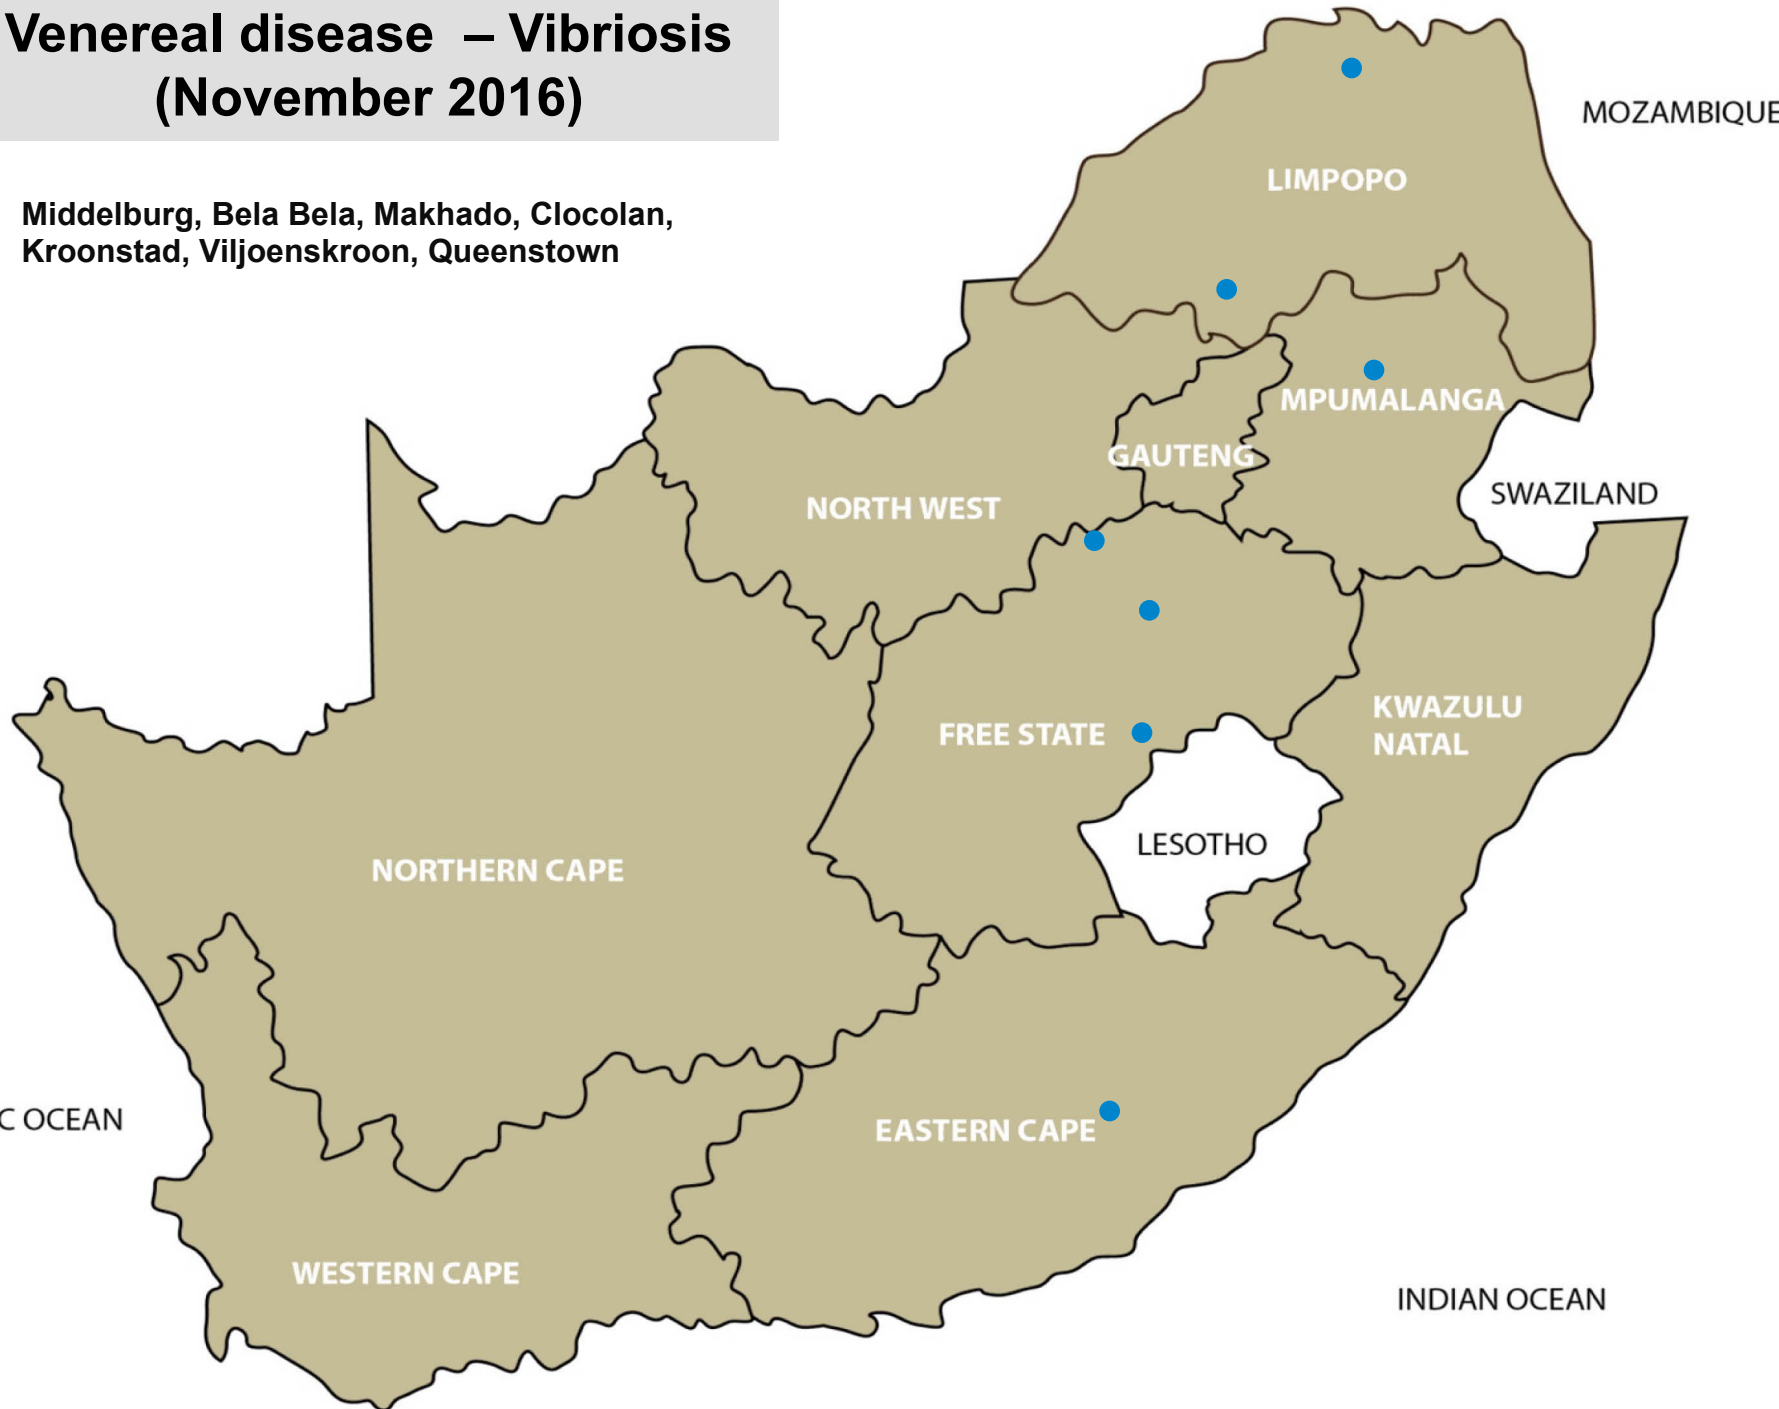 Venereal disease – Vibriosis
(November 2016)
Middelburg, Bela Bela, Makhado, Clocolan,
Kroonstad, Viljoenskroon, Queenstown
MOZAMBIQUE
LIMPOPO
MPUMALANGA
GAUTENG
SWAZILAND
NORTH WEST
KWAZULU
NATAL
FREE STATE
LESOTHO
NORTHERN CAPE
C OCEAN
EASTERN CAPE
WESTERN CAPE
INDIAN OCEAN